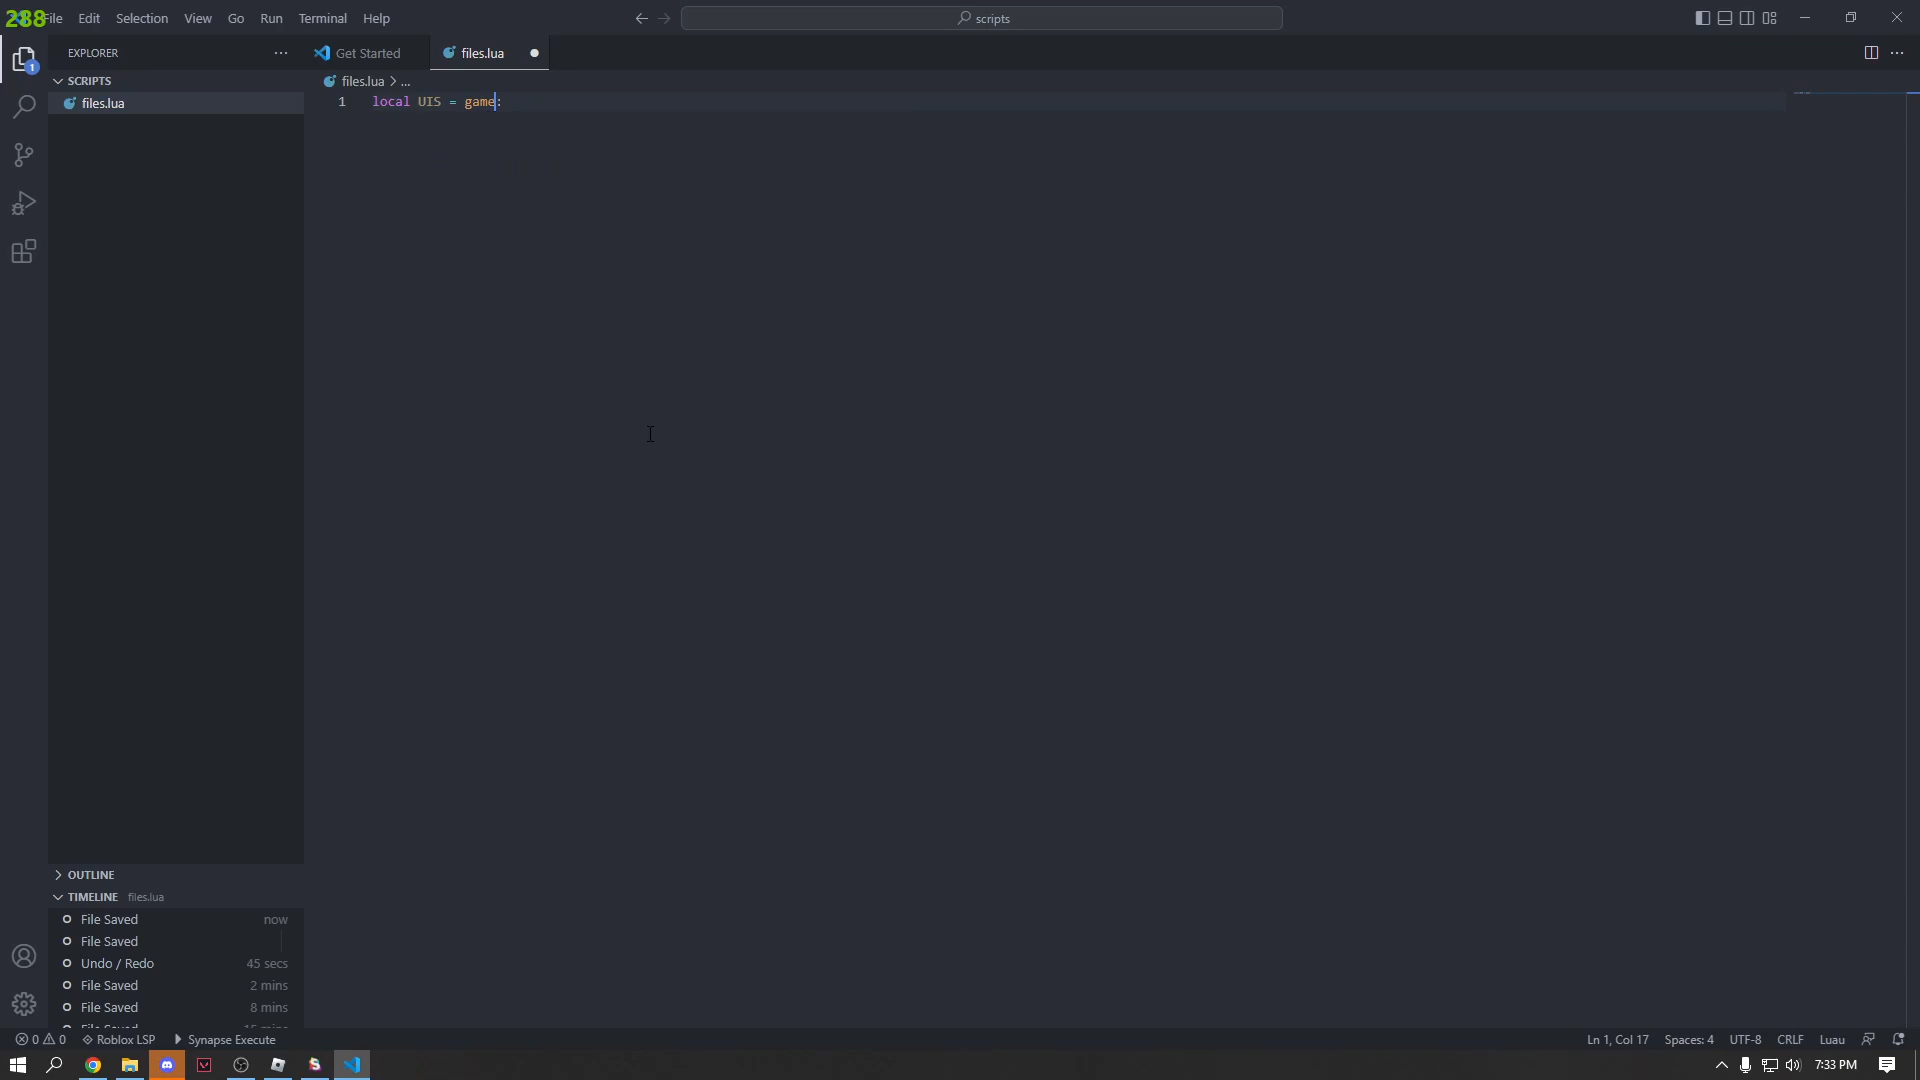 288
File Edit Selection View Go Run Terminal Help
scripts
EXPLORER
Get Started
files.lua
SCRIPTS
files.lua > ...
files.lua
1 local UIS = game:
OUTLINE
TIMELINE files.lua
File Saved now
File Saved
Undo / Redo 45 secs
File Saved 2 mins
File Saved 8 mins
1
0 0 Roblox LSP Synapse Execute
Ln 1, Col 17 Spaces: 4 UTF-8 CRLF Luau
7:33 PM